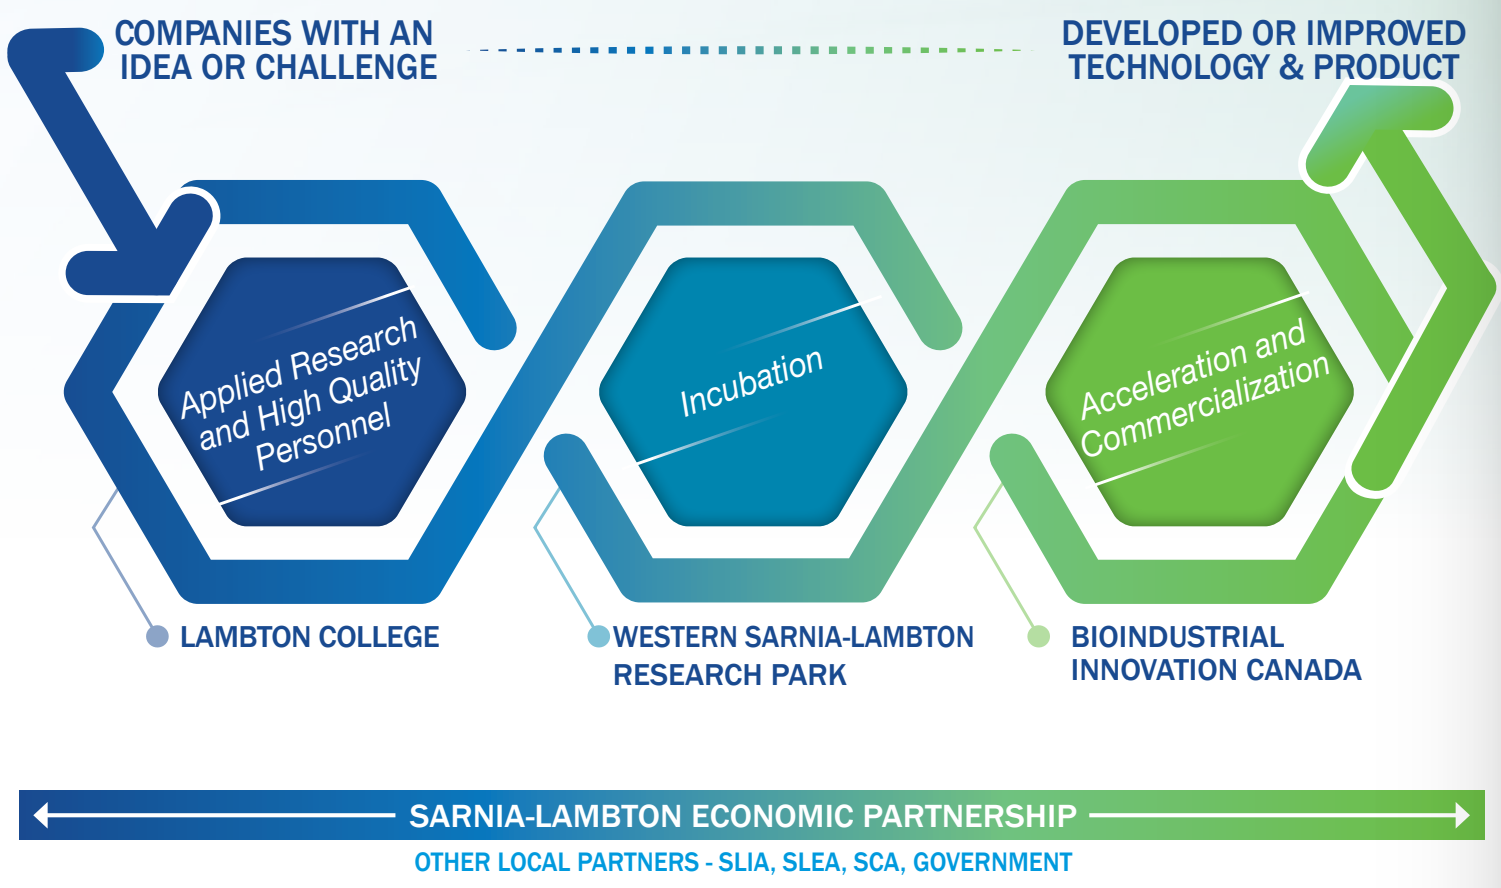 COMPANIES WITH AN
IDEA OR CHALLENGE
DEVELOPED OR IMPROVED
TECHNOLOGY & PRODUCT
Applied Research
and High Quality
Personnel
Incubation
Acceleration and
Commercialization
LAMBTON COLLEGE
WESTERN SARNIA-LAMBTON
RESEARCH PARK
BIOINDUSTRIAL
INNOVATION CANADA
SARNIA-LAMBTON ECONOMIC PARTNERSHIP
OTHER LOCAL PARTNERS - SLIA, SLEA, SCA, GOVERNMENT